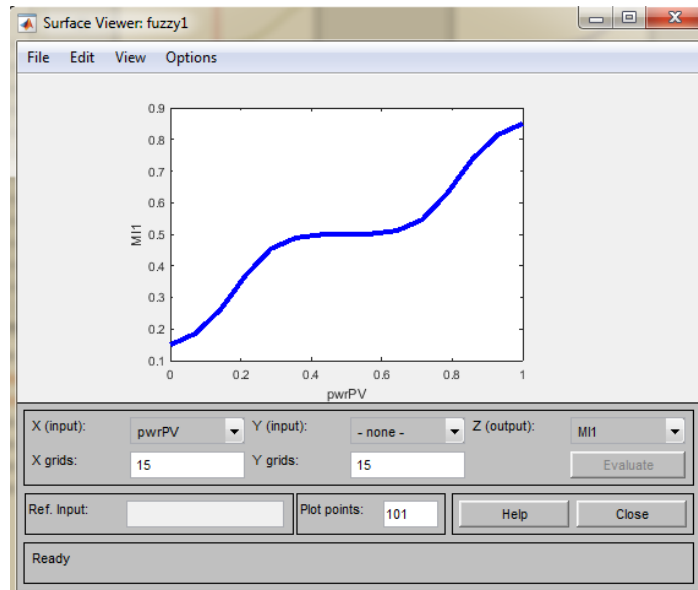 Surface Viewer: fuzzy1
File Edit View Options
0.9
0.8
0.7
0.6
0.5
0.4
0.3
0.2
0.1
MI1
0 0.2 0.4 0.6 0.8 1
pwrPV
X (input): pwrPV Y (input): - none - Z (output): MI1
X grids: 15 Y grids: 15 Evaluate
Ref. Input: Plot points: 101 Help Close
Ready